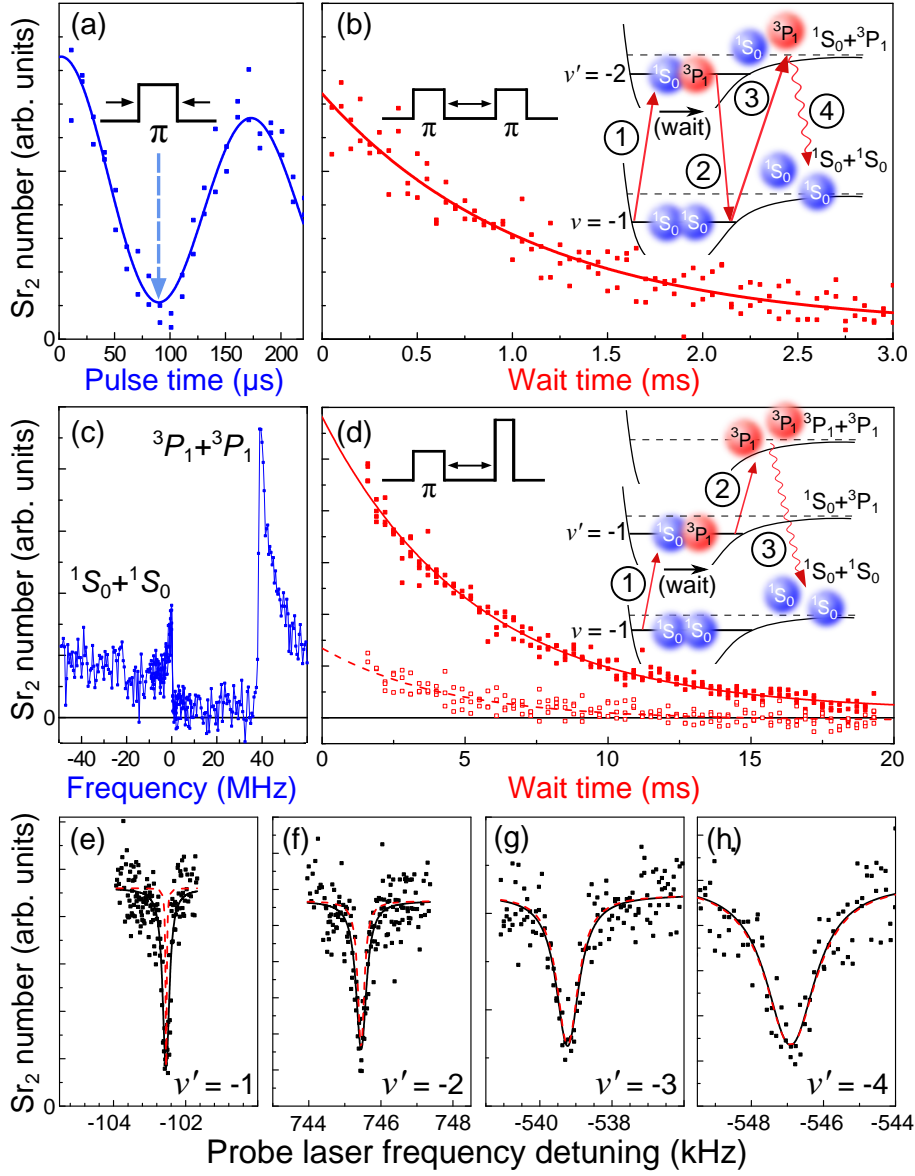 (a)
π
Sr₂ number (arb. units)
0
0 50 100 150 200
Pulse time (µs)
(b)
π π
¹S₀ ³P₁ ¹S₀+³P₁
ν' = -2 ¹S₀ ³P₁
① (wait) ② ③ ④
¹S₀+¹S₀
¹S₀ ¹S₀
ν = -1 ¹S₀ ¹S₀
0.0 0.5 1.0 1.5 2.0 2.5 3.0
Wait time (ms)
(c)
³P₁+³P₁
¹S₀+¹S₀
Sr₂ number (arb. units)
0
-40 -20 0 20 40
Frequency (MHz)
(d)
π
³P₁ ³P₁ ³P₁+³P₁
②
¹S₀+³P₁
ν' = -1 ¹S₀ ³P₁
① (wait) ③
¹S₀+¹S₀
¹S₀ ¹S₀
ν = -1 ¹S₀ ¹S₀
0 5 10 15 20
Wait time (ms)
Sr₂ number (arb. units)
0
(e)
ν' = -1
-104 -102
(f)
ν' = -2
744 746 748
(g)
ν' = -3
-540 -538
(h)
ν' = -4
-548 -546 -544
Probe laser frequency detuning (kHz)